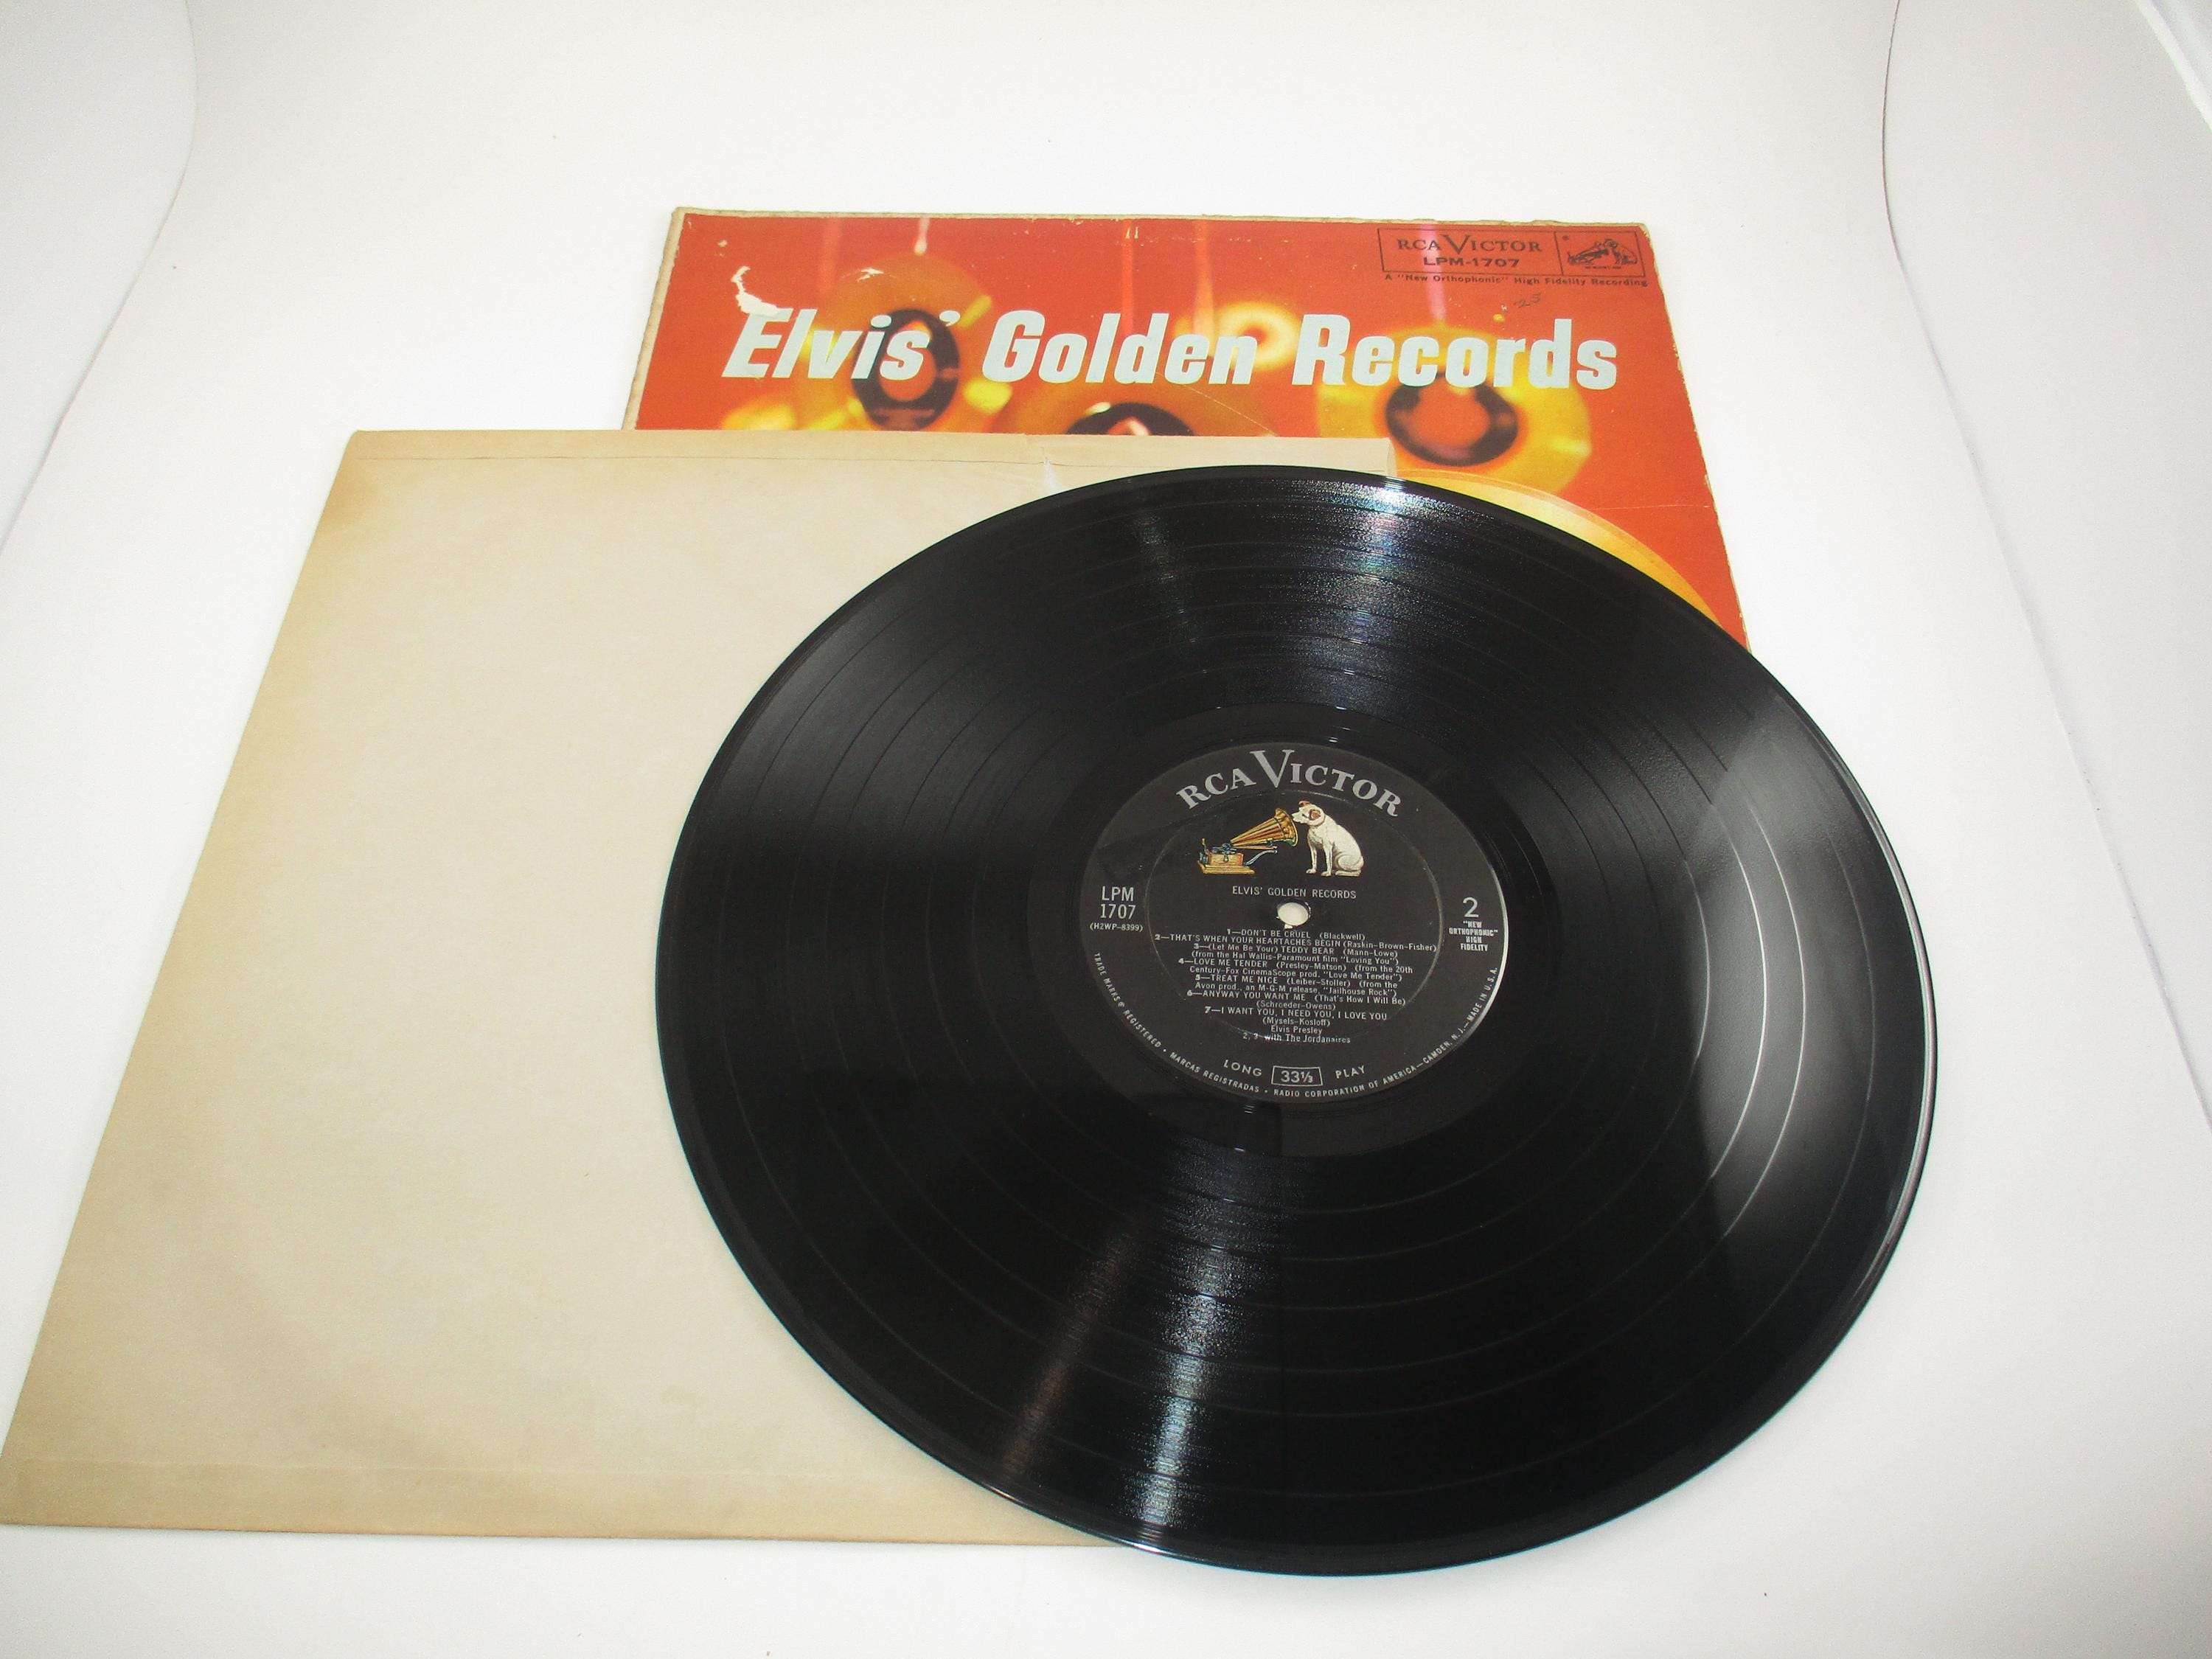 RCA VICTOR
LPM-1707
A "New Orthophonic" High Fidelity Recording
25
Elvis' Golden Records
RCA VICTOR
ELVIS' GOLDEN RECORDS
LPM
1707
(H2WP-8399)
2
"NEW
ORTHOPHONIC"
HIGH
FIDELITY
1—DON'T BE CRUEL (Blackwell)
2—THAT'S WHEN YOUR HEARTACHES BEGIN (Raskin-Brown-Fisher)
3—(Let Me Be Your) TEDDY BEAR (Mann-Lowe)
(from the Hal Wallis-Paramount film "Loving You")
4—LOVE ME TENDER (Presley-Matson) (from the 20th
Century-Fox CinemaScope prod. "Love Me Tender")
5—TREAT ME NICE (Leiber-Stoller) (from the
Avon prod., an M-G-M release, "Jailhouse Rock")
6—ANYWAY YOU WANT ME (That's How I Will Be)
(Schroeder-Owens)
7—I WANT YOU, I NEED YOU, I LOVE YOU
(Mysels-Kosloff)
Elvis Presley
2, 3 with The Jordanaires
LONG 33⅓ PLAY
TRADE MARKS ® REGISTERED • MARCAS REGISTRADAS • RADIO CORPORATION OF AMERICA—CAMDEN, N.J.—MADE IN U.S.A.